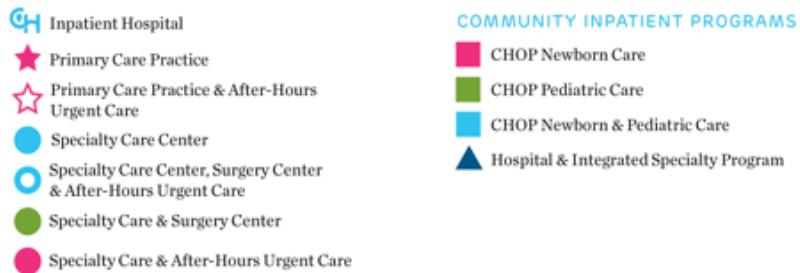 Inpatient Hospital
Primary Care Practice
Primary Care Practice & After-Hours
Urgent Care
Specialty Care Center
Specialty Care Center, Surgery Center
& After-Hours Urgent Care
Specialty Care & Surgery Center
Specialty Care & After-Hours Urgent Care
COMMUNITY INPATIENT PROGRAMS
CHOP Newborn Care
CHOP Pediatric Care
CHOP Newborn & Pediatric Care
Hospital & Integrated Specialty Program